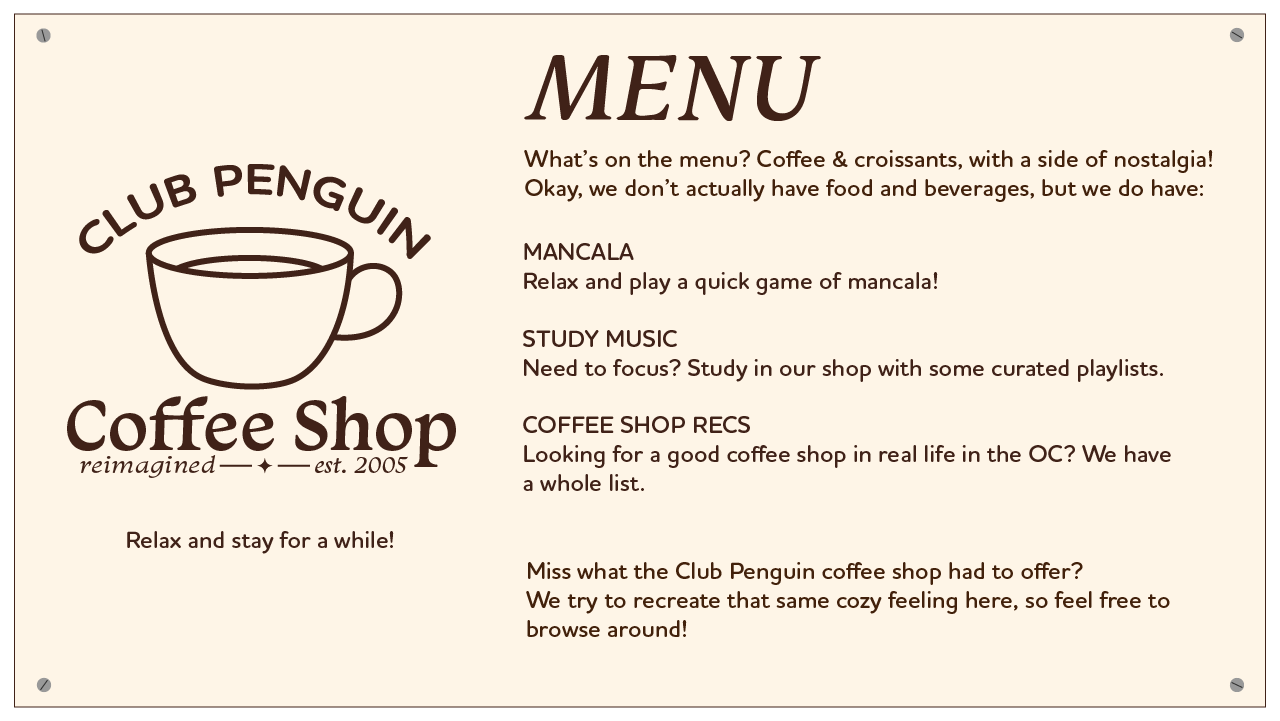 CLUB PENGUIN
Coffee Shop
reimagined — ✦ — est. 2005
Relax and stay for a while!
MENU
What’s on the menu? Coffee & croissants, with a side of nostalgia!
Okay, we don’t actually have food and beverages, but we do have:
MANCALA
Relax and play a quick game of mancala!
STUDY MUSIC
Need to focus? Study in our shop with some curated playlists.
COFFEE SHOP RECS
Looking for a good coffee shop in real life in the OC? We have
a whole list.
Miss what the Club Penguin coffee shop had to offer?
We try to recreate that same cozy feeling here, so feel free to
browse around!